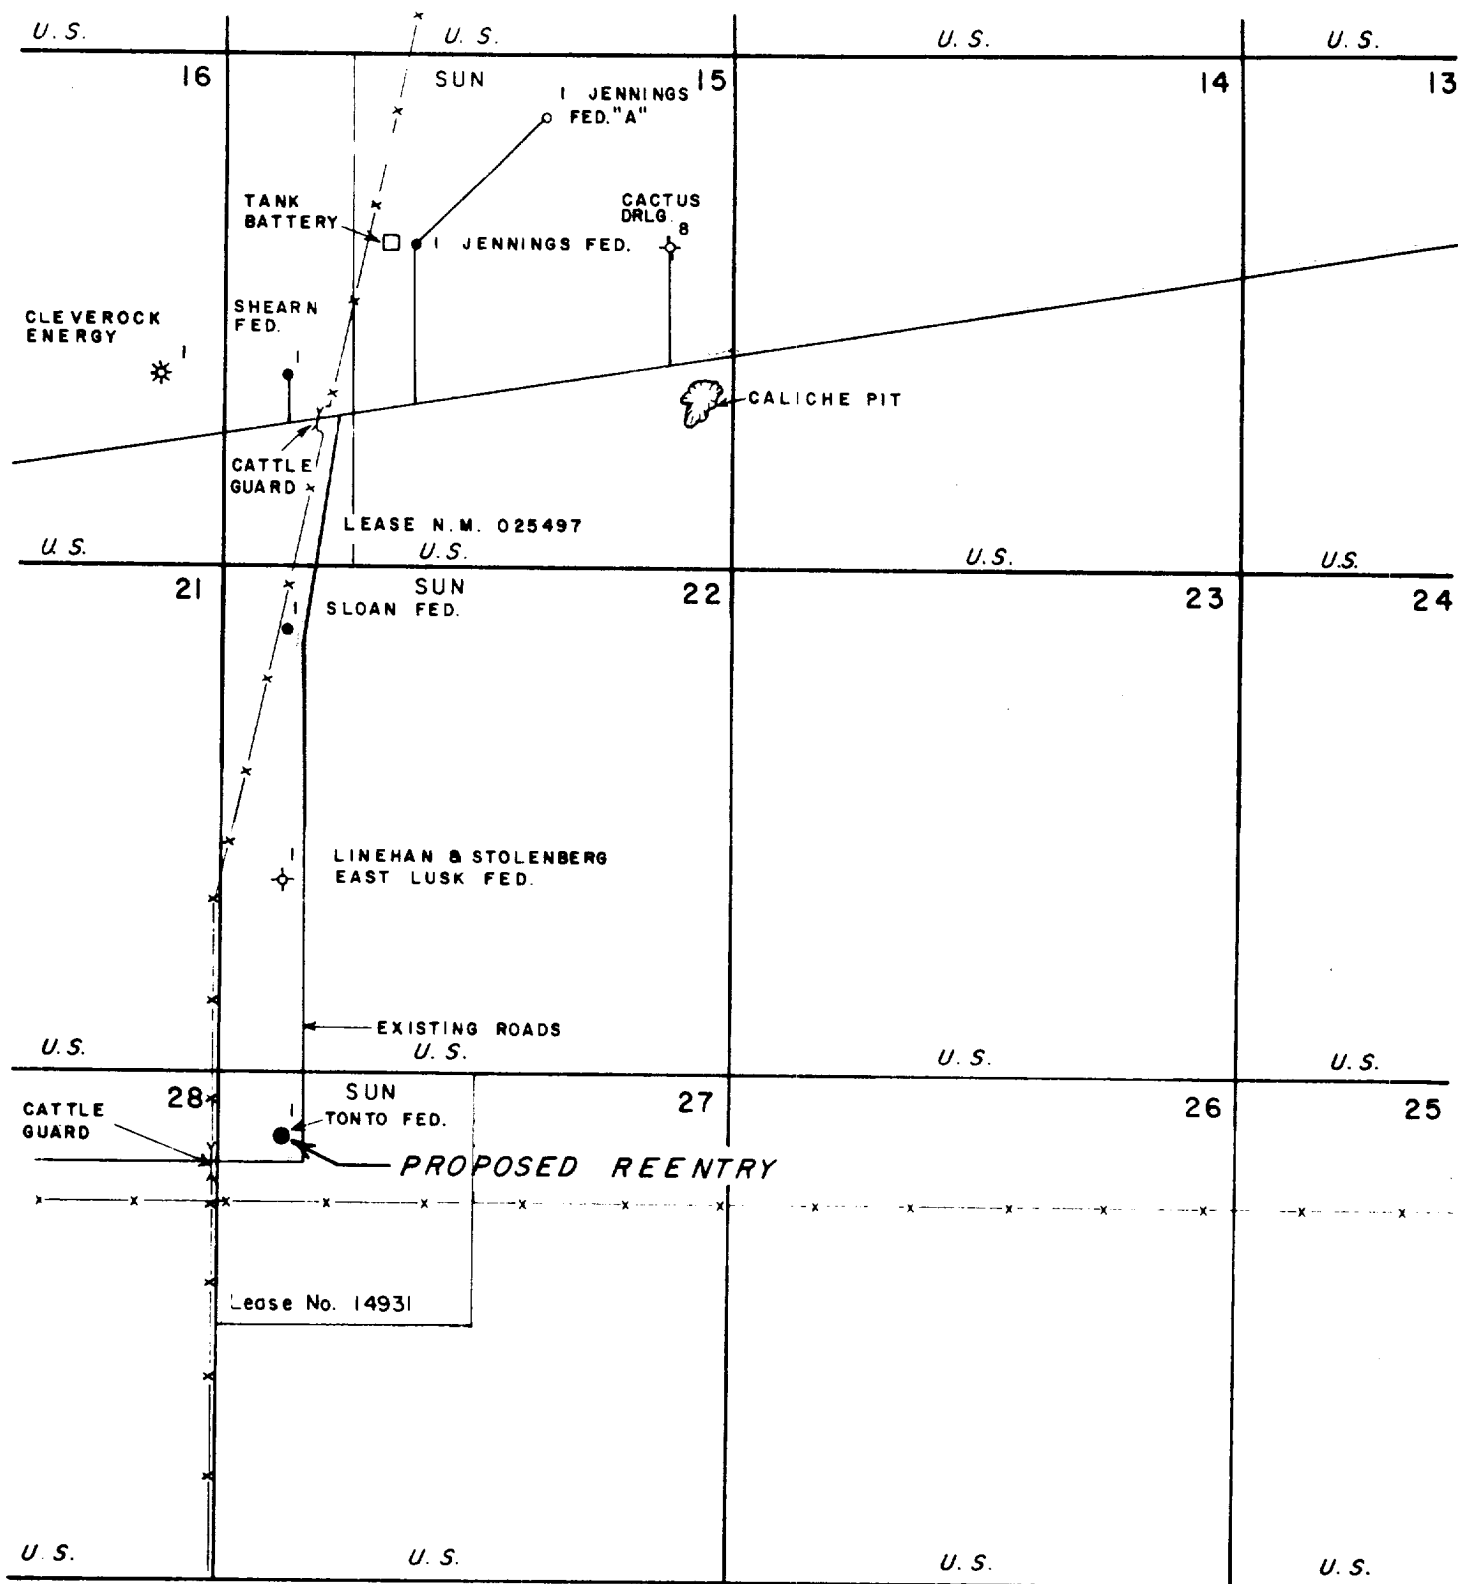 U.S.
U.S.
U.S.
U.S.
16
SUN
15
14
13
1 JENNINGS
FED."A"
TANK
BATTERY
CACTUS
DRLG.
8
1 JENNINGS FED.
CLEVEROCK
ENERGY
1
SHEARN
FED.
1
CALICHE PIT
CATTLE
GUARD
LEASE N.M. 025497
U.S.
U.S.
U.S.
U.S.
21
SUN
22
23
24
1
SLOAN FED.
1
LINEHAN & STOLENBERG
EAST LUSK FED.
EXISTING ROADS
U.S.
U.S.
U.S.
U.S.
28
SUN
27
26
25
CATTLE
GUARD
1
TONTO FED.
PROPOSED REENTRY
Lease No. 14931
U.S.
U.S.
U.S.
U.S.